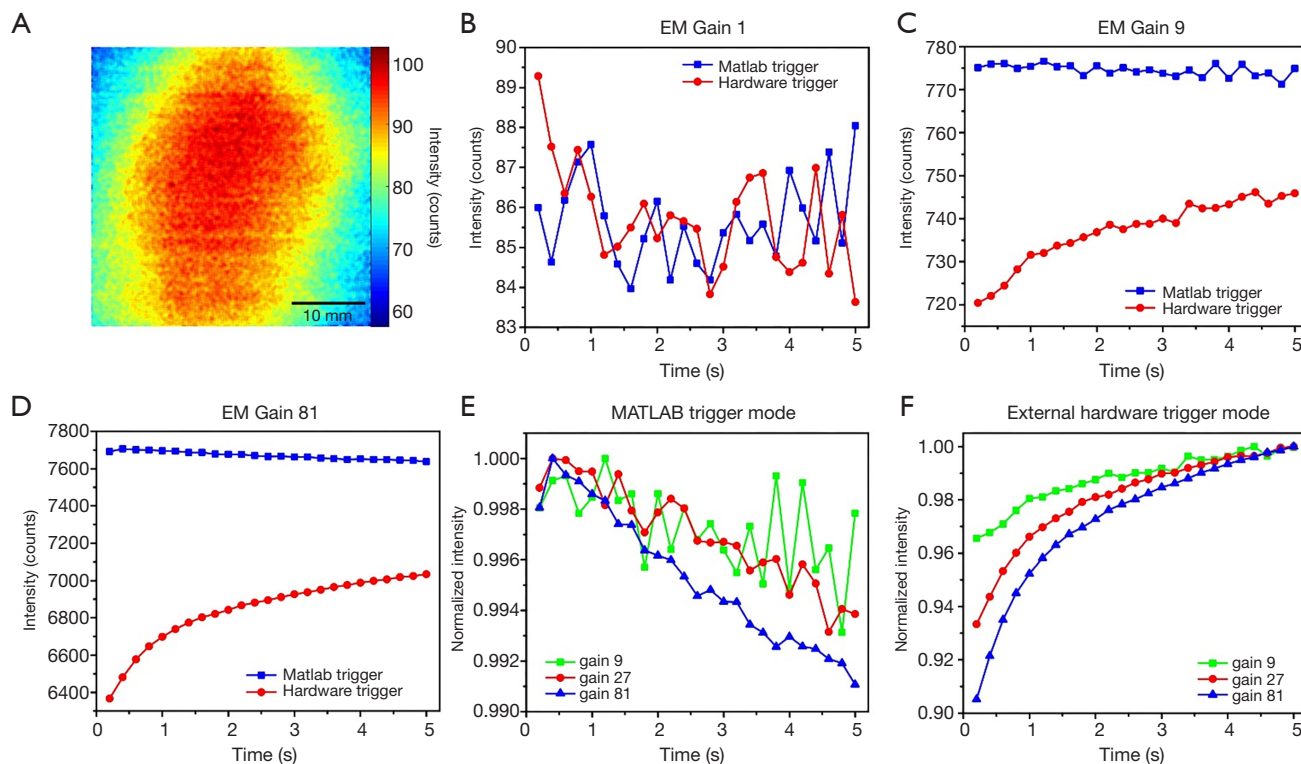 A
100
90
80
70
60
Intensity (counts)
10 mm
B
EM Gain 1
90
89
88
87
86
85
84
83
Intensity (counts)
Matlab trigger
Hardware trigger
0 1 2 3 4 5
Time (s)
C
EM Gain 9
780
770
760
750
740
730
720
Intensity (counts)
Matlab trigger
Hardware trigger
0 1 2 3 4 5
Time (s)
D
EM Gain 81
7800
7600
7400
7200
7000
6800
6600
6400
Intensity (counts)
Matlab trigger
Hardware trigger
0 1 2 3 4 5
Time (s)
E
MATLAB trigger mode
1.000
0.998
0.996
0.994
0.992
0.990
Normalized intensity
gain 9
gain 27
gain 81
0 1 2 3 4 5
Time (s)
F
External hardware trigger mode
1.00
0.98
0.96
0.94
0.92
0.90
Normalized intensity
gain 9
gain 27
gain 81
0 1 2 3 4 5
Time (s)